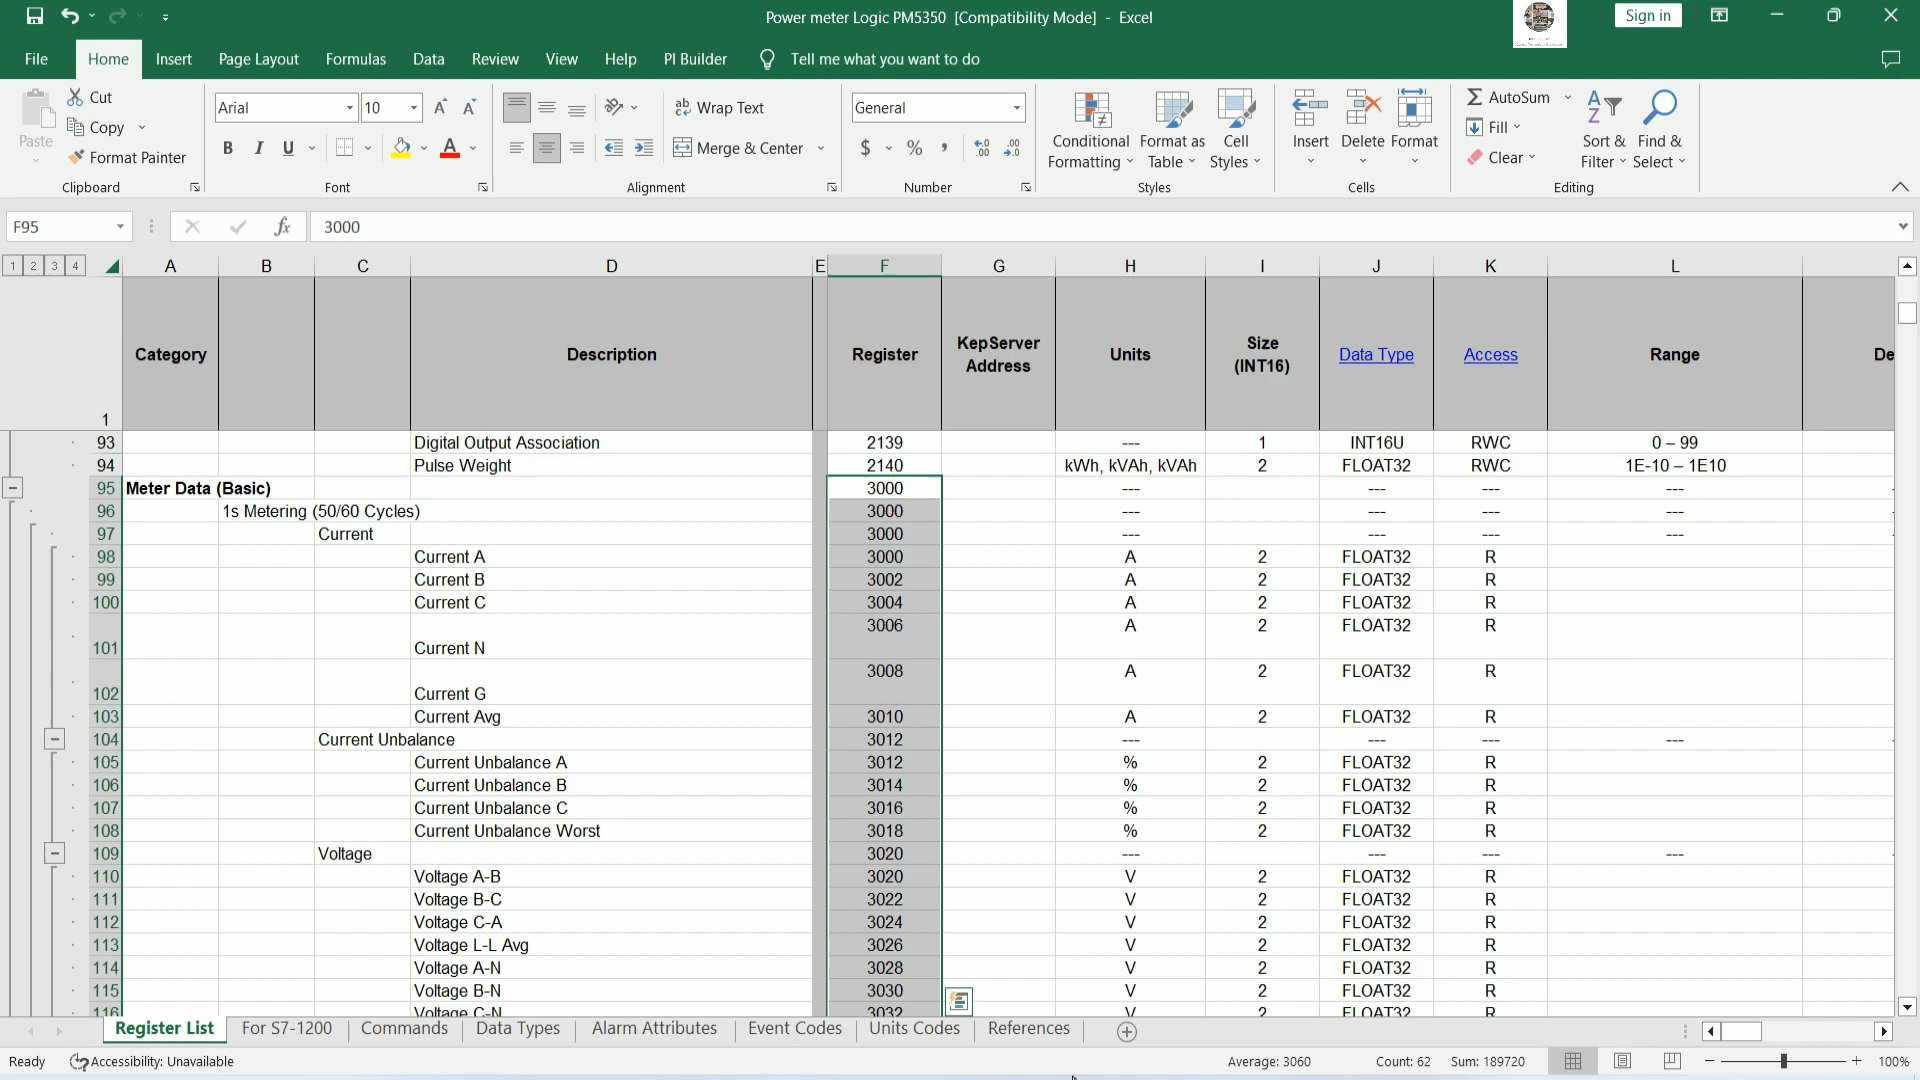 Power meter Logic PM5350 [Compatibility Mode] - Excel
Sign in
File Home Insert Page Layout Formulas Data Review View Help PI Builder Tell me what you want to do
Paste
Cut
Copy
Format Painter
Clipboard
Arial 10
B I U
Font
Wrap Text
Merge & Center
Alignment
General
$ % ,
Number
Conditional Formatting
Format as Table
Cell Styles
Styles
Insert Delete Format
Cells
AutoSum
Fill
Clear
Sort & Filter
Find & Select
Editing
F95 fx 3000
1 2 3 4 A B C D E F G H I J K L
1 Category Description Register KepServer Address Units Size (INT16) Data Type Access Range De
93 Digital Output Association 2139 --- 1 INT16U RWC 0 – 99
94 Pulse Weight 2140 kWh, kVAh, kVAh 2 FLOAT32 RWC 1E-10 – 1E10
95 Meter Data (Basic) 3000 --- --- --- ---
96 1s Metering (50/60 Cycles) 3000 --- --- --- ---
97 Current 3000 --- --- --- ---
98 Current A 3000 A 2 FLOAT32 R
99 Current B 3002 A 2 FLOAT32 R
100 Current C 3004 A 2 FLOAT32 R
101 Current N 3006 A 2 FLOAT32 R
102 Current G 3008 A 2 FLOAT32 R
103 Current Avg 3010 A 2 FLOAT32 R
104 Current Unbalance 3012 --- --- --- ---
105 Current Unbalance A 3012 % 2 FLOAT32 R
106 Current Unbalance B 3014 % 2 FLOAT32 R
107 Current Unbalance C 3016 % 2 FLOAT32 R
108 Current Unbalance Worst 3018 % 2 FLOAT32 R
109 Voltage 3020 --- --- --- ---
110 Voltage A-B 3020 V 2 FLOAT32 R
111 Voltage B-C 3022 V 2 FLOAT32 R
112 Voltage C-A 3024 V 2 FLOAT32 R
113 Voltage L-L Avg 3026 V 2 FLOAT32 R
114 Voltage A-N 3028 V 2 FLOAT32 R
115 Voltage B-N 3030 V 2 FLOAT32 R
116 Voltage C-N 3032 V 2 FLOAT32 R
Register List For S7-1200 Commands Data Types Alarm Attributes Event Codes Units Codes References
Ready Accessibility: Unavailable Average: 3060 Count: 62 Sum: 189720 100%